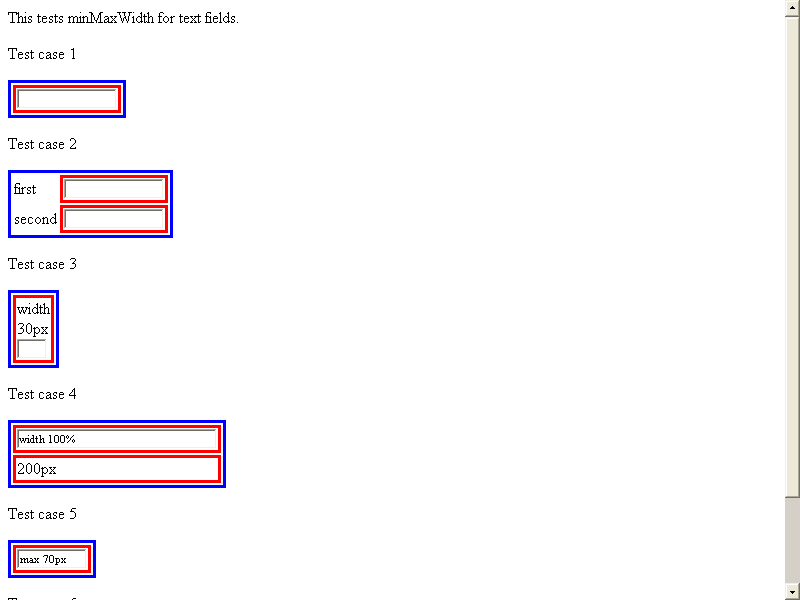 This tests minMaxWidth for text fields.
Test case 1
Test case 2
first
second
Test case 3
width
30px
Test case 4
width 100%
200px
Test case 5
max 70px